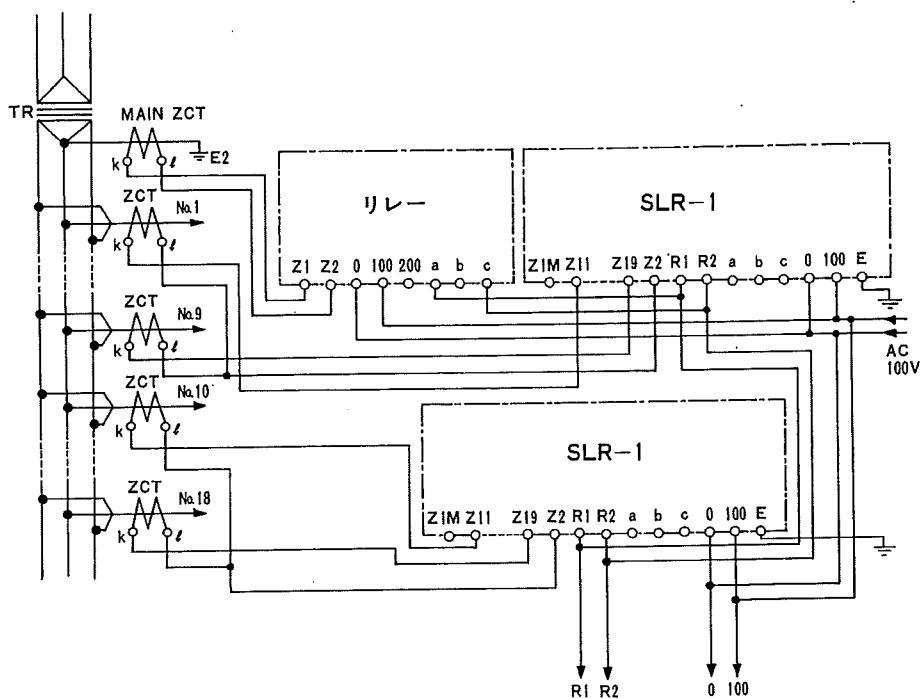 TR
MAIN ZCT
k ℓ E2
ZCT
No.1
k ℓ
ZCT
No.9
k ℓ
ZCT
No.10
k ℓ
ZCT
No.18
k ℓ
リレー
Z1 Z2 0 100 200 a b c
SLR-1
Z1M Z11 Z19 Z2 R1 R2 a b c 0 100 E
AC
100V
SLR-1
Z1M Z11 Z19 Z2 R1 R2 a b c 0 100 E
R1 R2 0 100